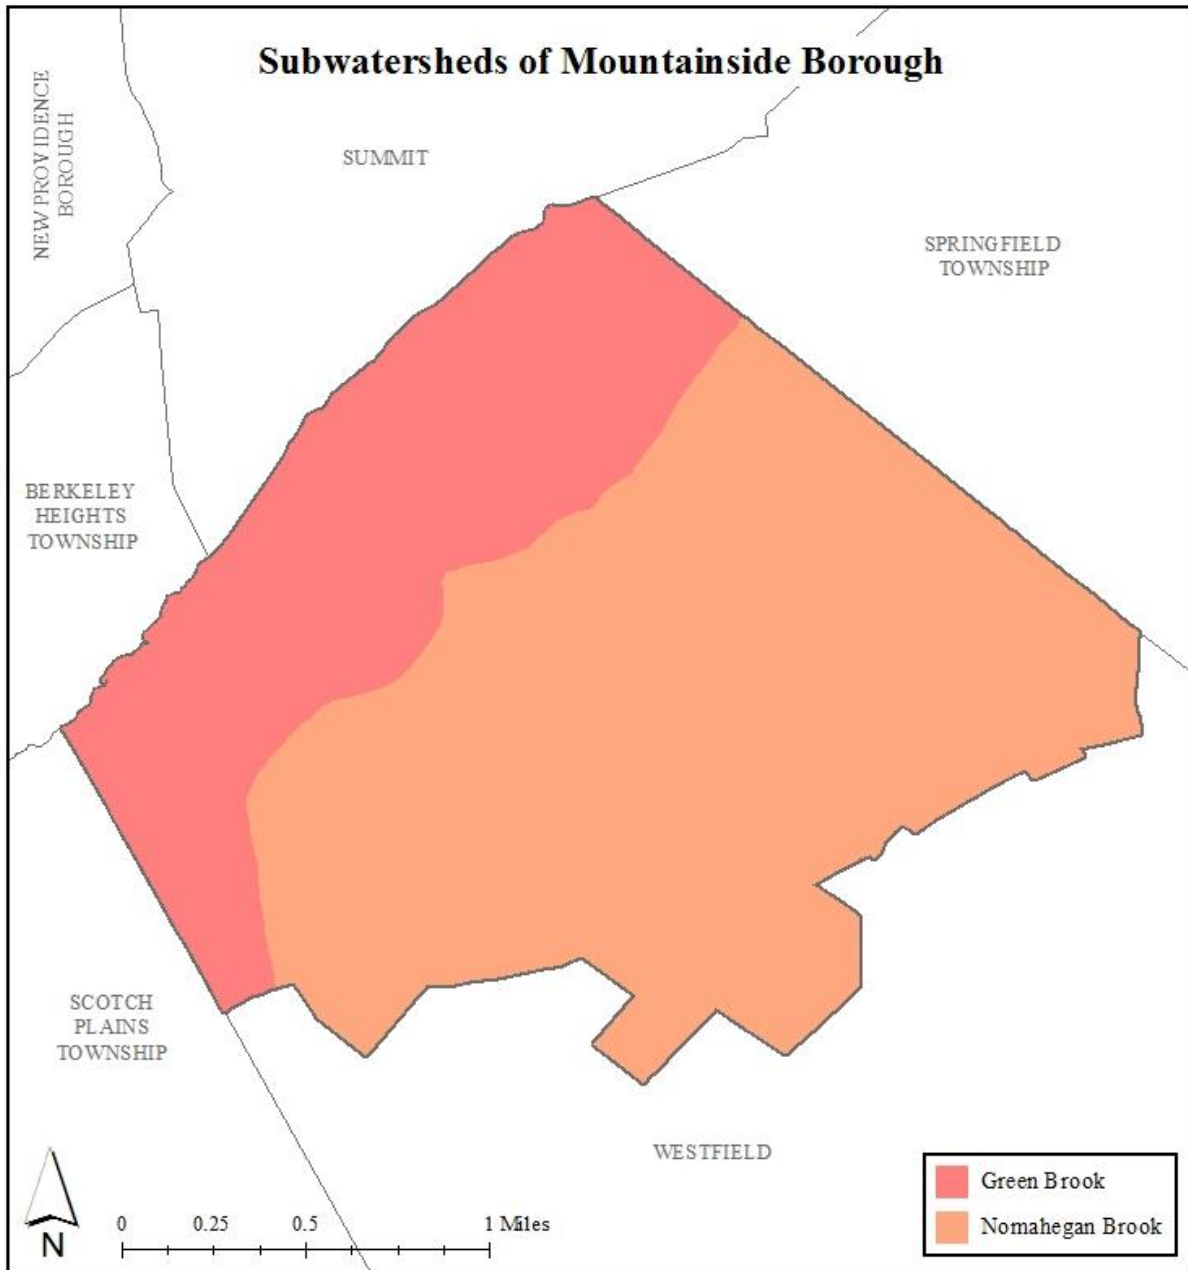 Subwatersheds of Mountainside Borough
NEW PROVIDENCE
BOROUGH
SUMMIT
SPRINGFIELD
TOWNSHIP
BERKELEY
HEIGHTS
TOWNSHIP
SCOTCH
PLAINS
TOWNSHIP
WESTFIELD
N
0 0.25 0.5 1 Miles
Green Brook
Nomahegan Brook